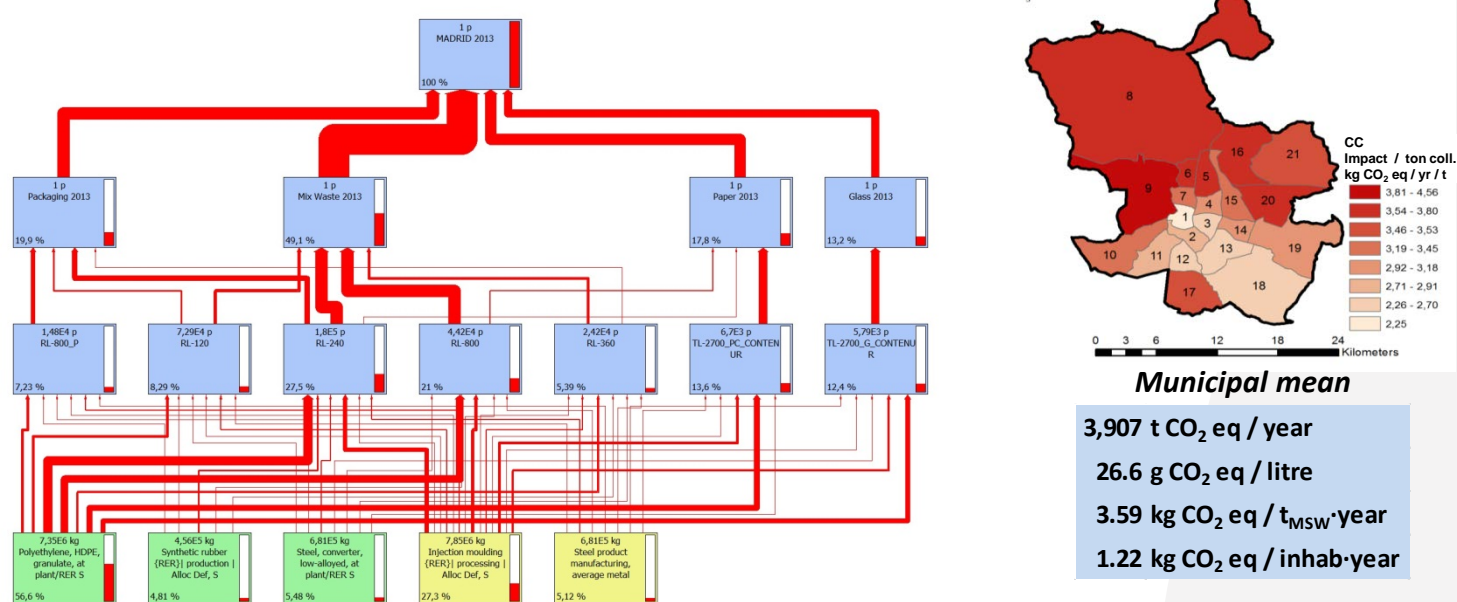 1 p
MADRID 2013
100 %
1 p
Packaging 2013
19,9 %
1 p
Mix Waste 2013
49,1 %
1 p
Paper 2013
17,8 %
1 p
Glass 2013
13,2 %
1,48E4 p
RL-800_P
7,23 %
7,29E4 p
RL-120
8,29 %
1,8E5 p
RL-240
27,5 %
4,42E4 p
RL-800
21 %
2,42E4 p
RL-360
5,39 %
6,7E3 p
TL-2700_PC_CONTEN
UR
13,6 %
5,79E3 p
TL-2700_G_CONTENU
R
12,4 %
7,35E6 kg
Polyethylene, HDPE,
granulate, at
plant/RER S
56,6 %
4,56E5 kg
Synthetic rubber
{RER}| production |
Alloc Def, S
4,81 %
6,81E5 kg
Steel, converter,
low-alloyed, at
plant/RER S
5,48 %
7,85E6 kg
Injection moulding
{RER}| processing |
Alloc Def, S
27,3 %
6,81E5 kg
Steel product
manufacturing,
average metal
5,12 %
8
16
21
9
6
5
7
4
15
20
1
3
2
14
13
19
10
11
12
18
17
CC
Impact / ton coll.
kg CO₂ eq / yr / t
3,81 - 4,56
3,54 - 3,80
3,46 - 3,53
3,19 - 3,45
2,92 - 3,18
2,71 - 2,91
2,26 - 2,70
2,25
0 3 6 12 18 24
Kilometers
Municipal mean
3,907 t CO₂ eq / year
26.6 g CO₂ eq / litre
3.59 kg CO₂ eq / tMSW·year
1.22 kg CO₂ eq / inhab·year